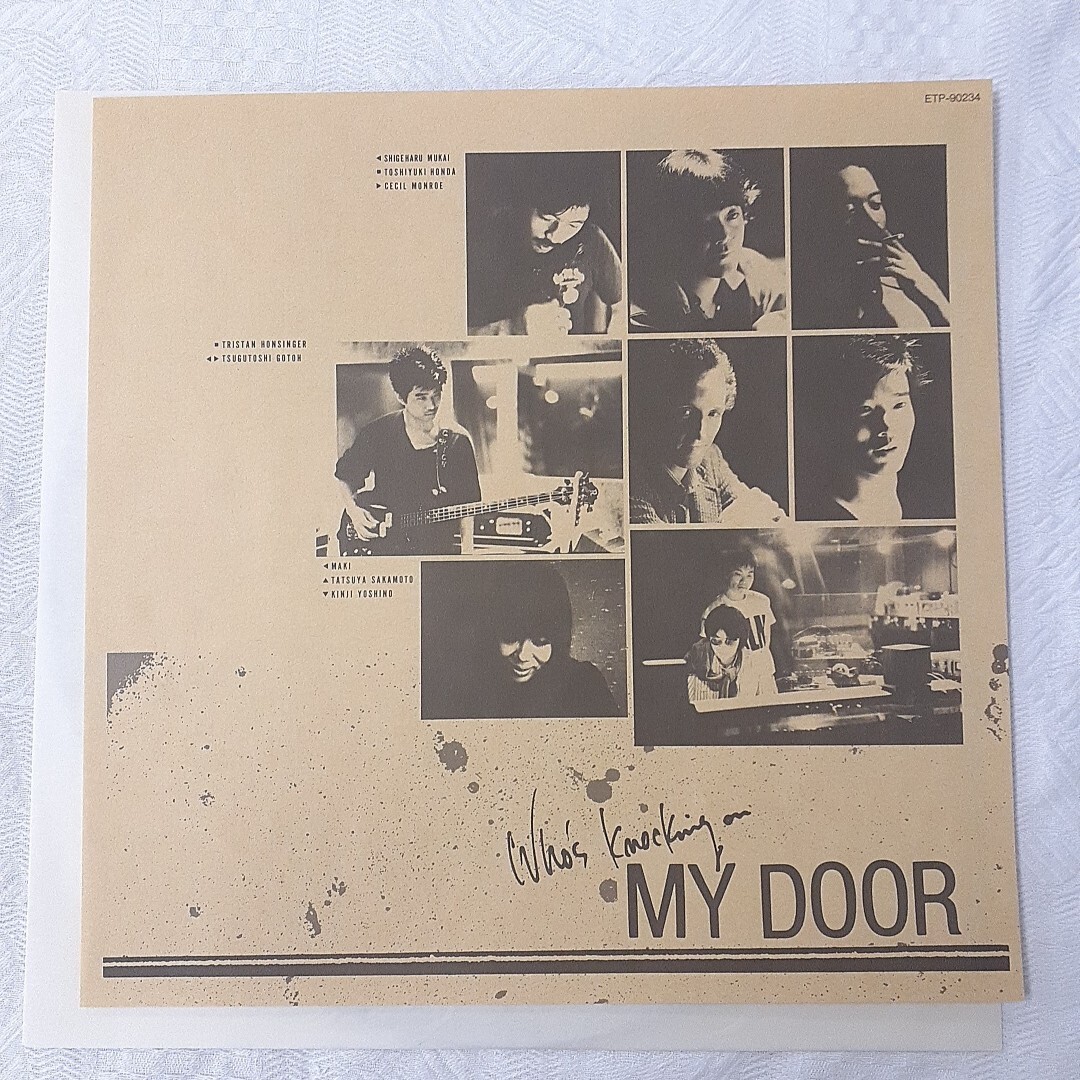 ETP-90234
◄ SHIGEHARU MUKAI
■ TOSHIYUKI HONDA
► CECIL MONROE
■ TRISTAN HONSINGER
◄► TSUGUTOSHI GOTOH
◄ MAKI
▲ TATSUYA SAKAMOTO
▼ KINJI YOSHINO
Who's knocking on
MY DOOR